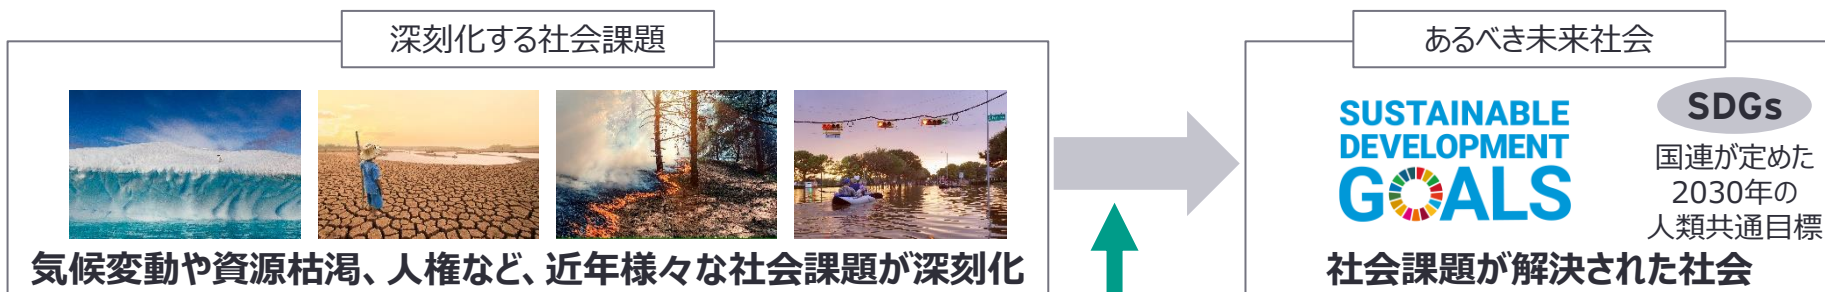 深刻化する社会課題
気候変動や資源枯渇、人権など、近年様々な社会課題が深刻化
あるべき未来社会
SUSTAINABLE
DEVELOPMENT
GOALS
SDGs
国連が定めた
2030年の
人類共通目標
社会課題が解決された社会